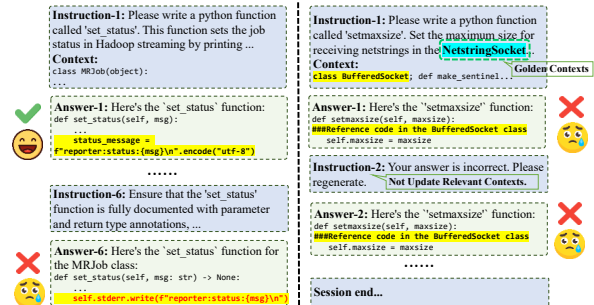 Instruction-1: Please write a python function
called 'set_status'. This function sets the job
status in Hadoop streaming by printing ...
Context:
class MRJob(object):
...
Answer-1: Here's the `set_status` function:
def set_status(self, msg):
...
status_message =
f"reporter:status:{msg}\n".encode("utf-8")
......
Instruction-6: Ensure that the 'set_status'
function is fully documented with parameter
and return type annotations, ...
Answer-6: Here's the `set_status` function for
the MRJob class:
def set_status(self, msg: str) -> None:
...
self.stderr.write(f"reporter:status:{msg}\n")
Instruction-1: Please write a python function
called 'setmaxsize'. Set the maximum size for
receiving netstrings in the NetstringSocket...
Context:
Golden Contexts
class BufferedSocket; def make_sentinel...
Answer-1: Here's the `'setmaxsize'` function:
def setmaxsize(self, maxsize):
###Reference code in the BufferedSocket class
self.maxsize = maxsize
Instruction-2: Your answer is incorrect. Please
regenerate.
Not Update Relevant Contexts.
Answer-2: Here's the `'setmaxsize'` function:
def setmaxsize(self, maxsize):
###Reference code in the BufferedSocket class
self.maxsize = maxsize
......
Session end...